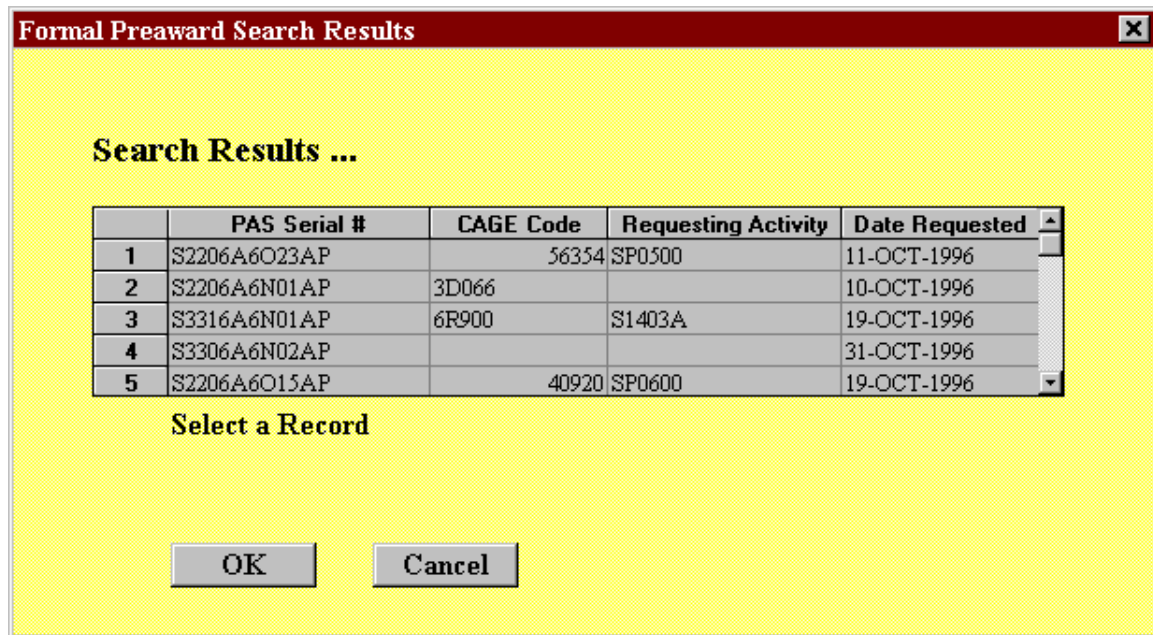 Formal Preaward Search Results
Search Results ...
PAS Serial # CAGE Code Requesting Activity Date Requested
1 S2206A6O23AP 56354 SP0500 11-OCT-1996
2 S2206A6N01AP 3D066 10-OCT-1996
3 S3316A6N01AP 6R900 S1403A 19-OCT-1996
4 S3306A6N02AP 31-OCT-1996
5 S2206A6O15AP 40920 SP0600 19-OCT-1996
Select a Record
OK Cancel